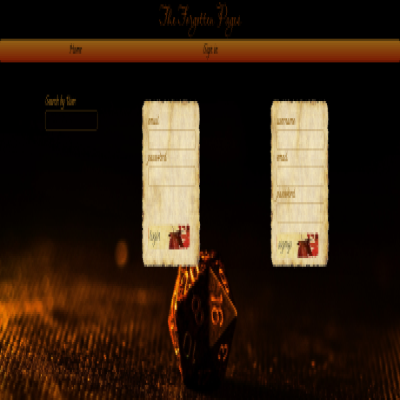 The Forgotten Pages
Home
Sign in
Search by User
email
password
login
username
email
password
signup